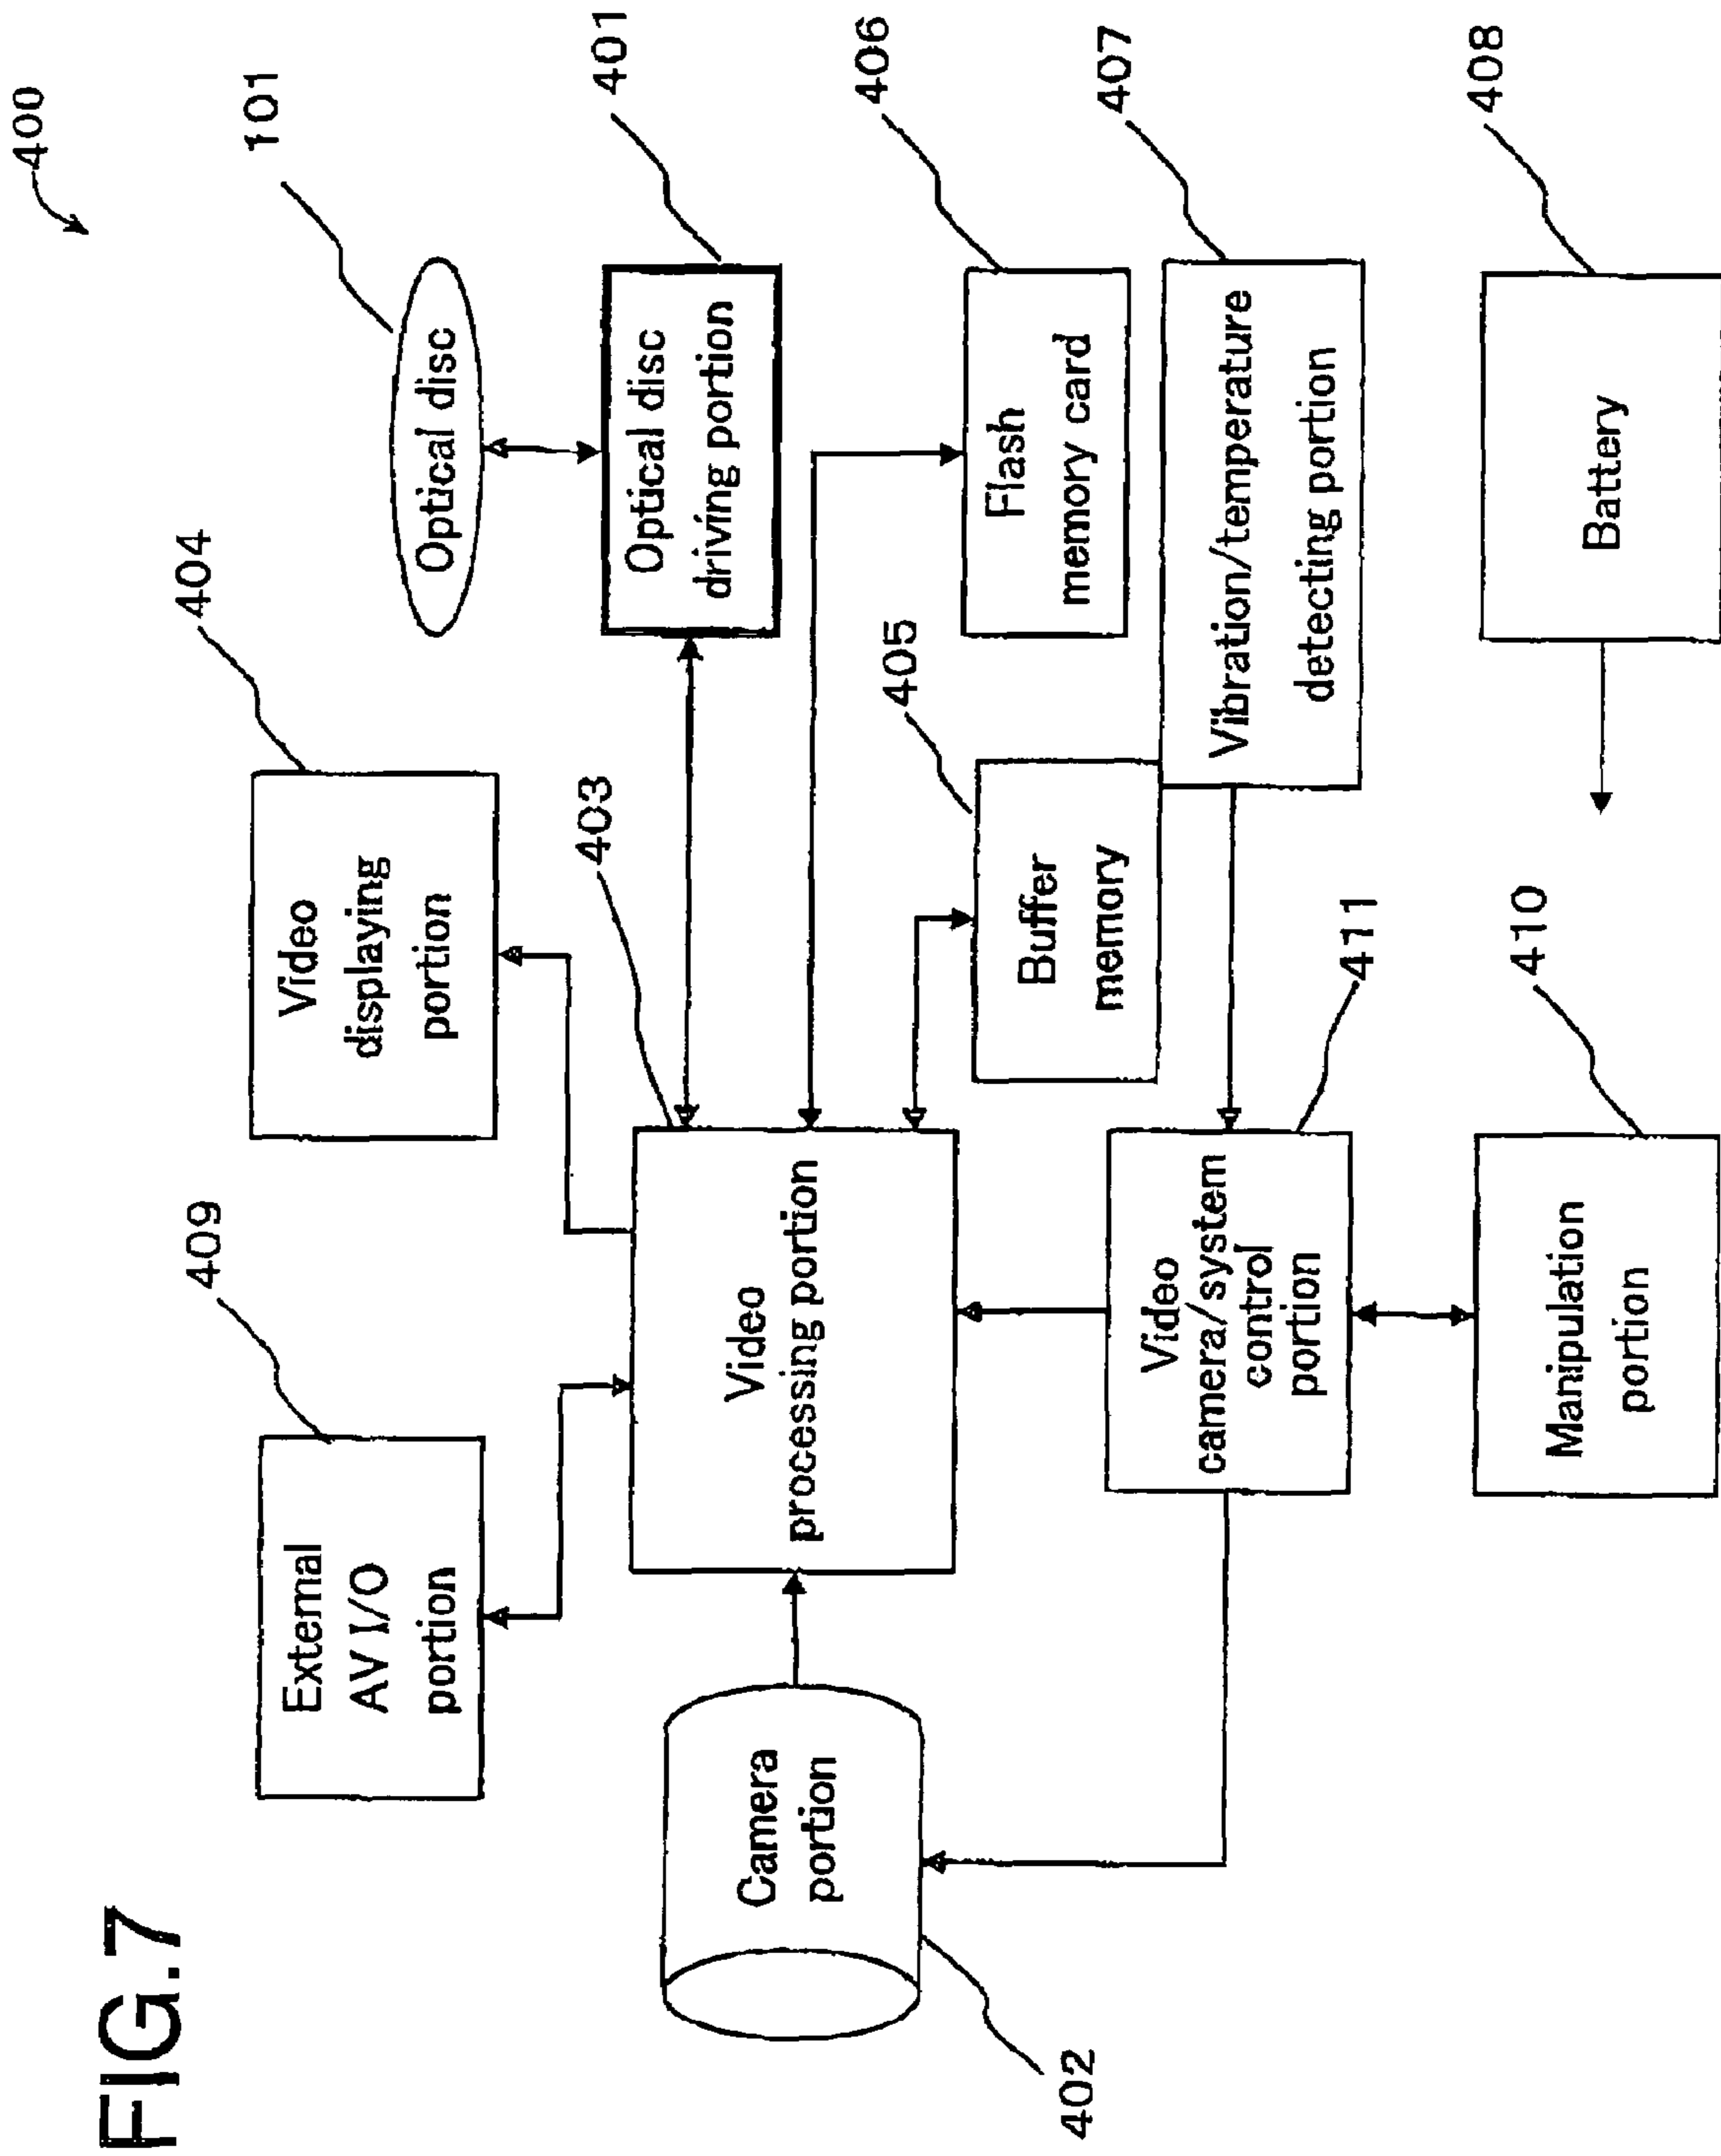 FIG.7
400
409
External
AV I/O
portion
404
Video
displaying
portion
101
Optical disc
403
401
Optical disc
driving portion
Camera
portion
402
Video
processing portion
405
Buffer
memory
406
Flash
memory card
411
Video
camera/system
control
portion
407
Vibration/temperature
detecting portion
410
Manipulation
portion
408
Battery